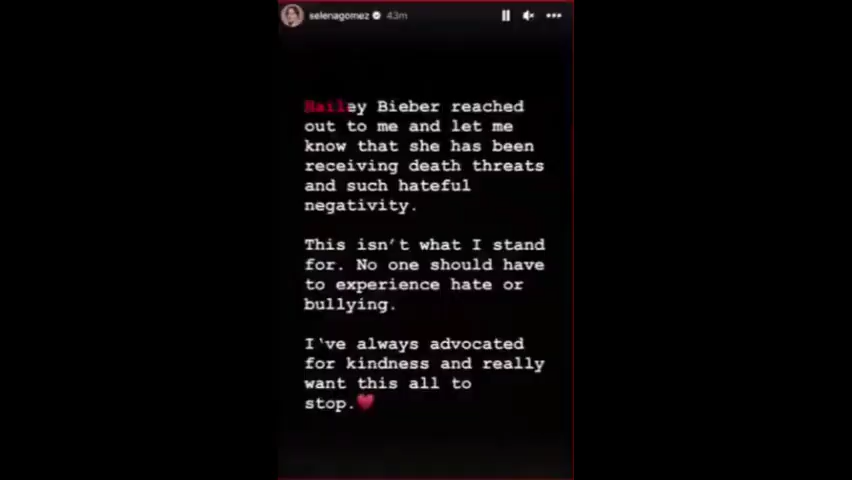 selenagomez 43m
Hailey Bieber reached
out to me and let me
know that she has been
receiving death threats
and such hateful
negativity.
This isn't what I stand
for. No one should have
to experience hate or
bullying.
I've always advocated
for kindness and really
want this all to
stop.❤️